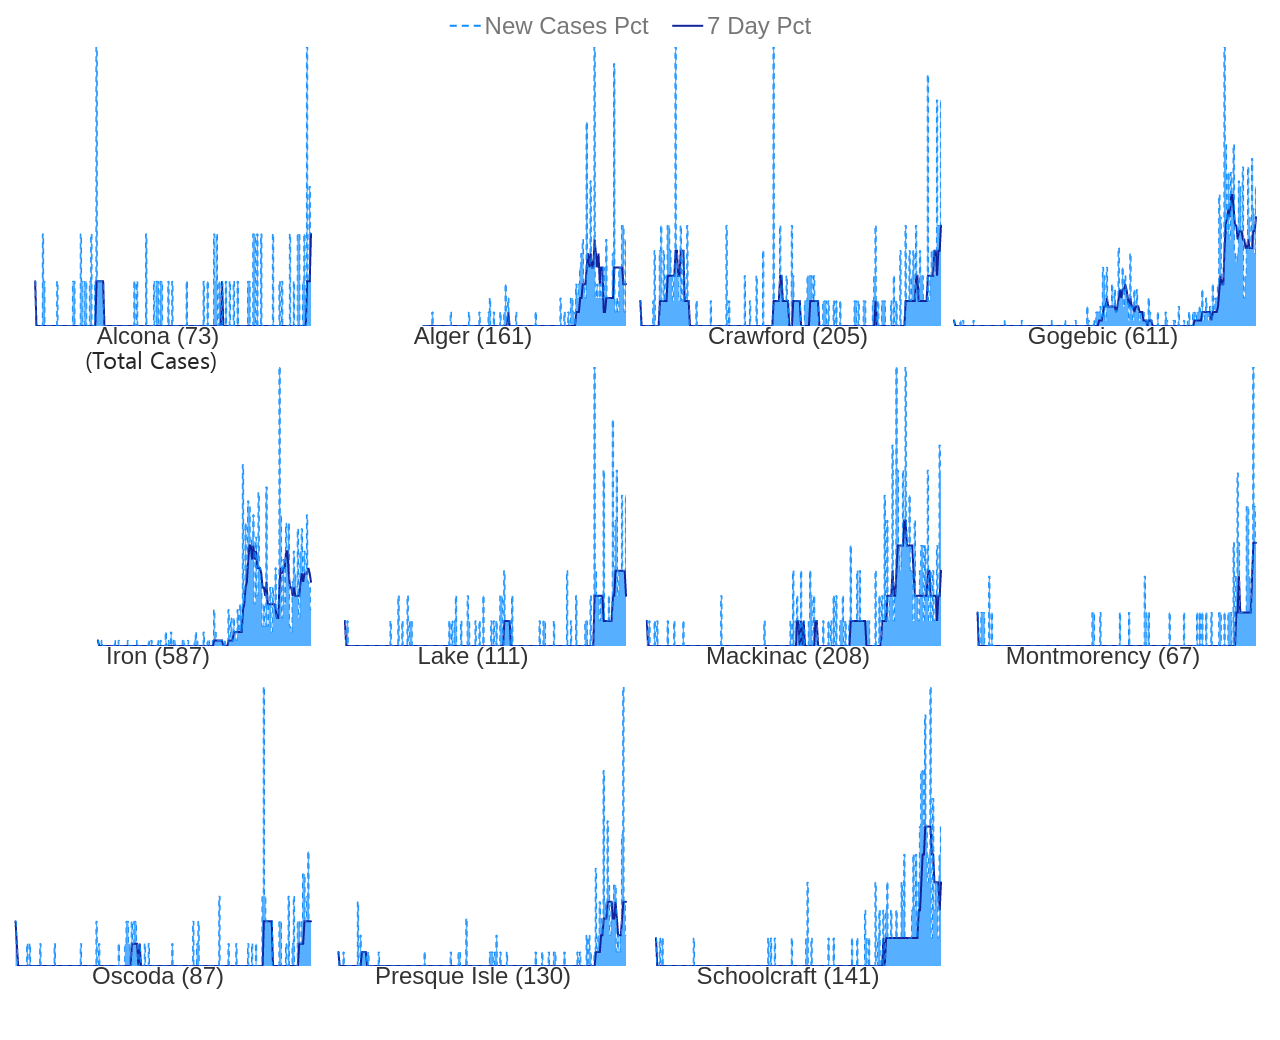 New Cases Pct 7 Day Pct
Alcona (73) Alger (161) Crawford (205) Gogebic (611)
(Total Cases)
Iron (587) Lake (111) Mackinac (208) Montmorency (67)
Oscoda (87) Presque Isle (130) Schoolcraft (141)